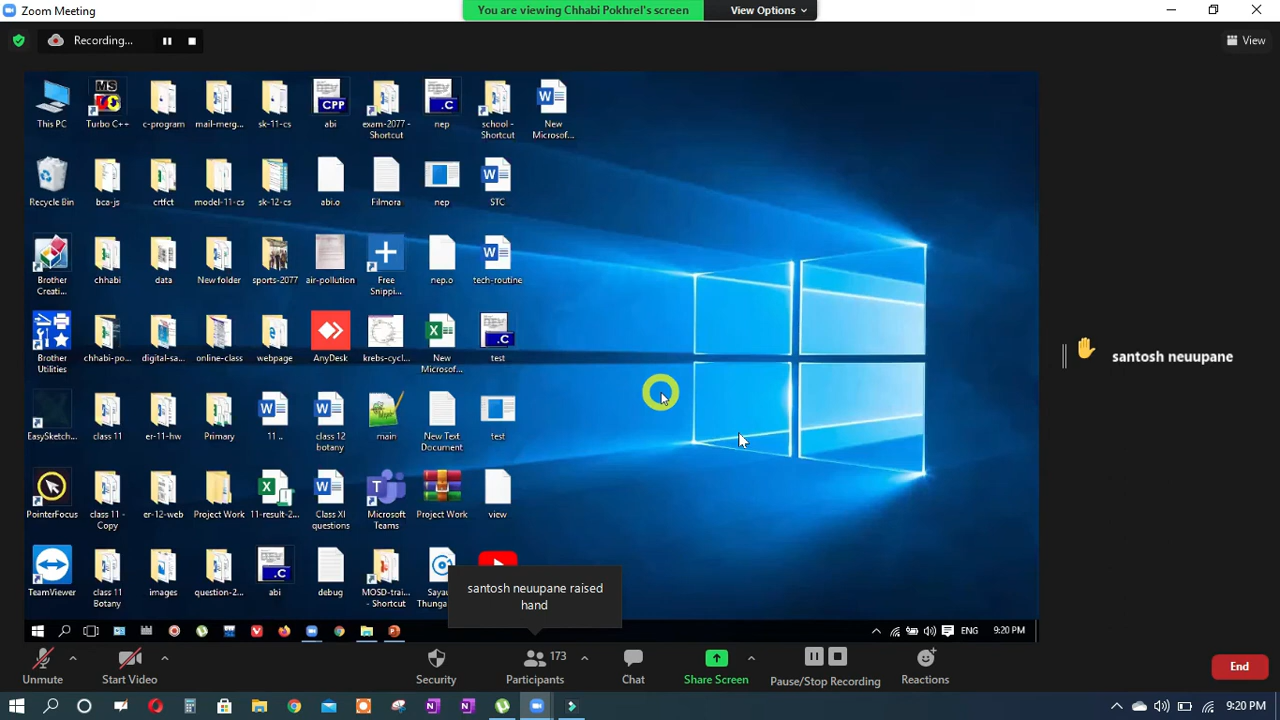 Zoom Meeting
You are viewing Chhabi Pokhrel's screen
View Options
Recording...
View
This PC
Turbo C++
c-program
mail-merg...
sk-11-cs
abi
exam-2077 -
Shortcut
nep
school -
Shortcut
New
Microsof...
Recycle Bin
bca-js
crtfct
model-11-cs
sk-12-cs
abi.o
Filmora
nep
STC
Brother
Creati...
chhabi
data
New folder
sports-2077
air-pollution
Free
Snippi...
nep.o
tech-routine
Brother
Utilities
chhabi-po...
digital-sa...
online-class
webpage
AnyDesk
krebs-cycl...
New
Microsof...
test
EasySketch...
class 11
er-11-hw
Primary
11 ..
class 12
botany
main
New Text
Document
test
PointerFocus
class 11
- Copy
er-12-web
Project Work
11-result-2...
Class XI
questions
Microsoft
Teams
Project Work
view
TeamViewer
class 11
Botany
images
question-2...
abi
debug
MOSD-trai...
- Shortcut
Sayau
Thunga
santosh neuupane raised
hand
santosh neuupane
ENG
9:20 PM
Unmute
Start Video
Security
173
Participants
Chat
Share Screen
Pause/Stop Recording
Reactions
End
9:20 PM